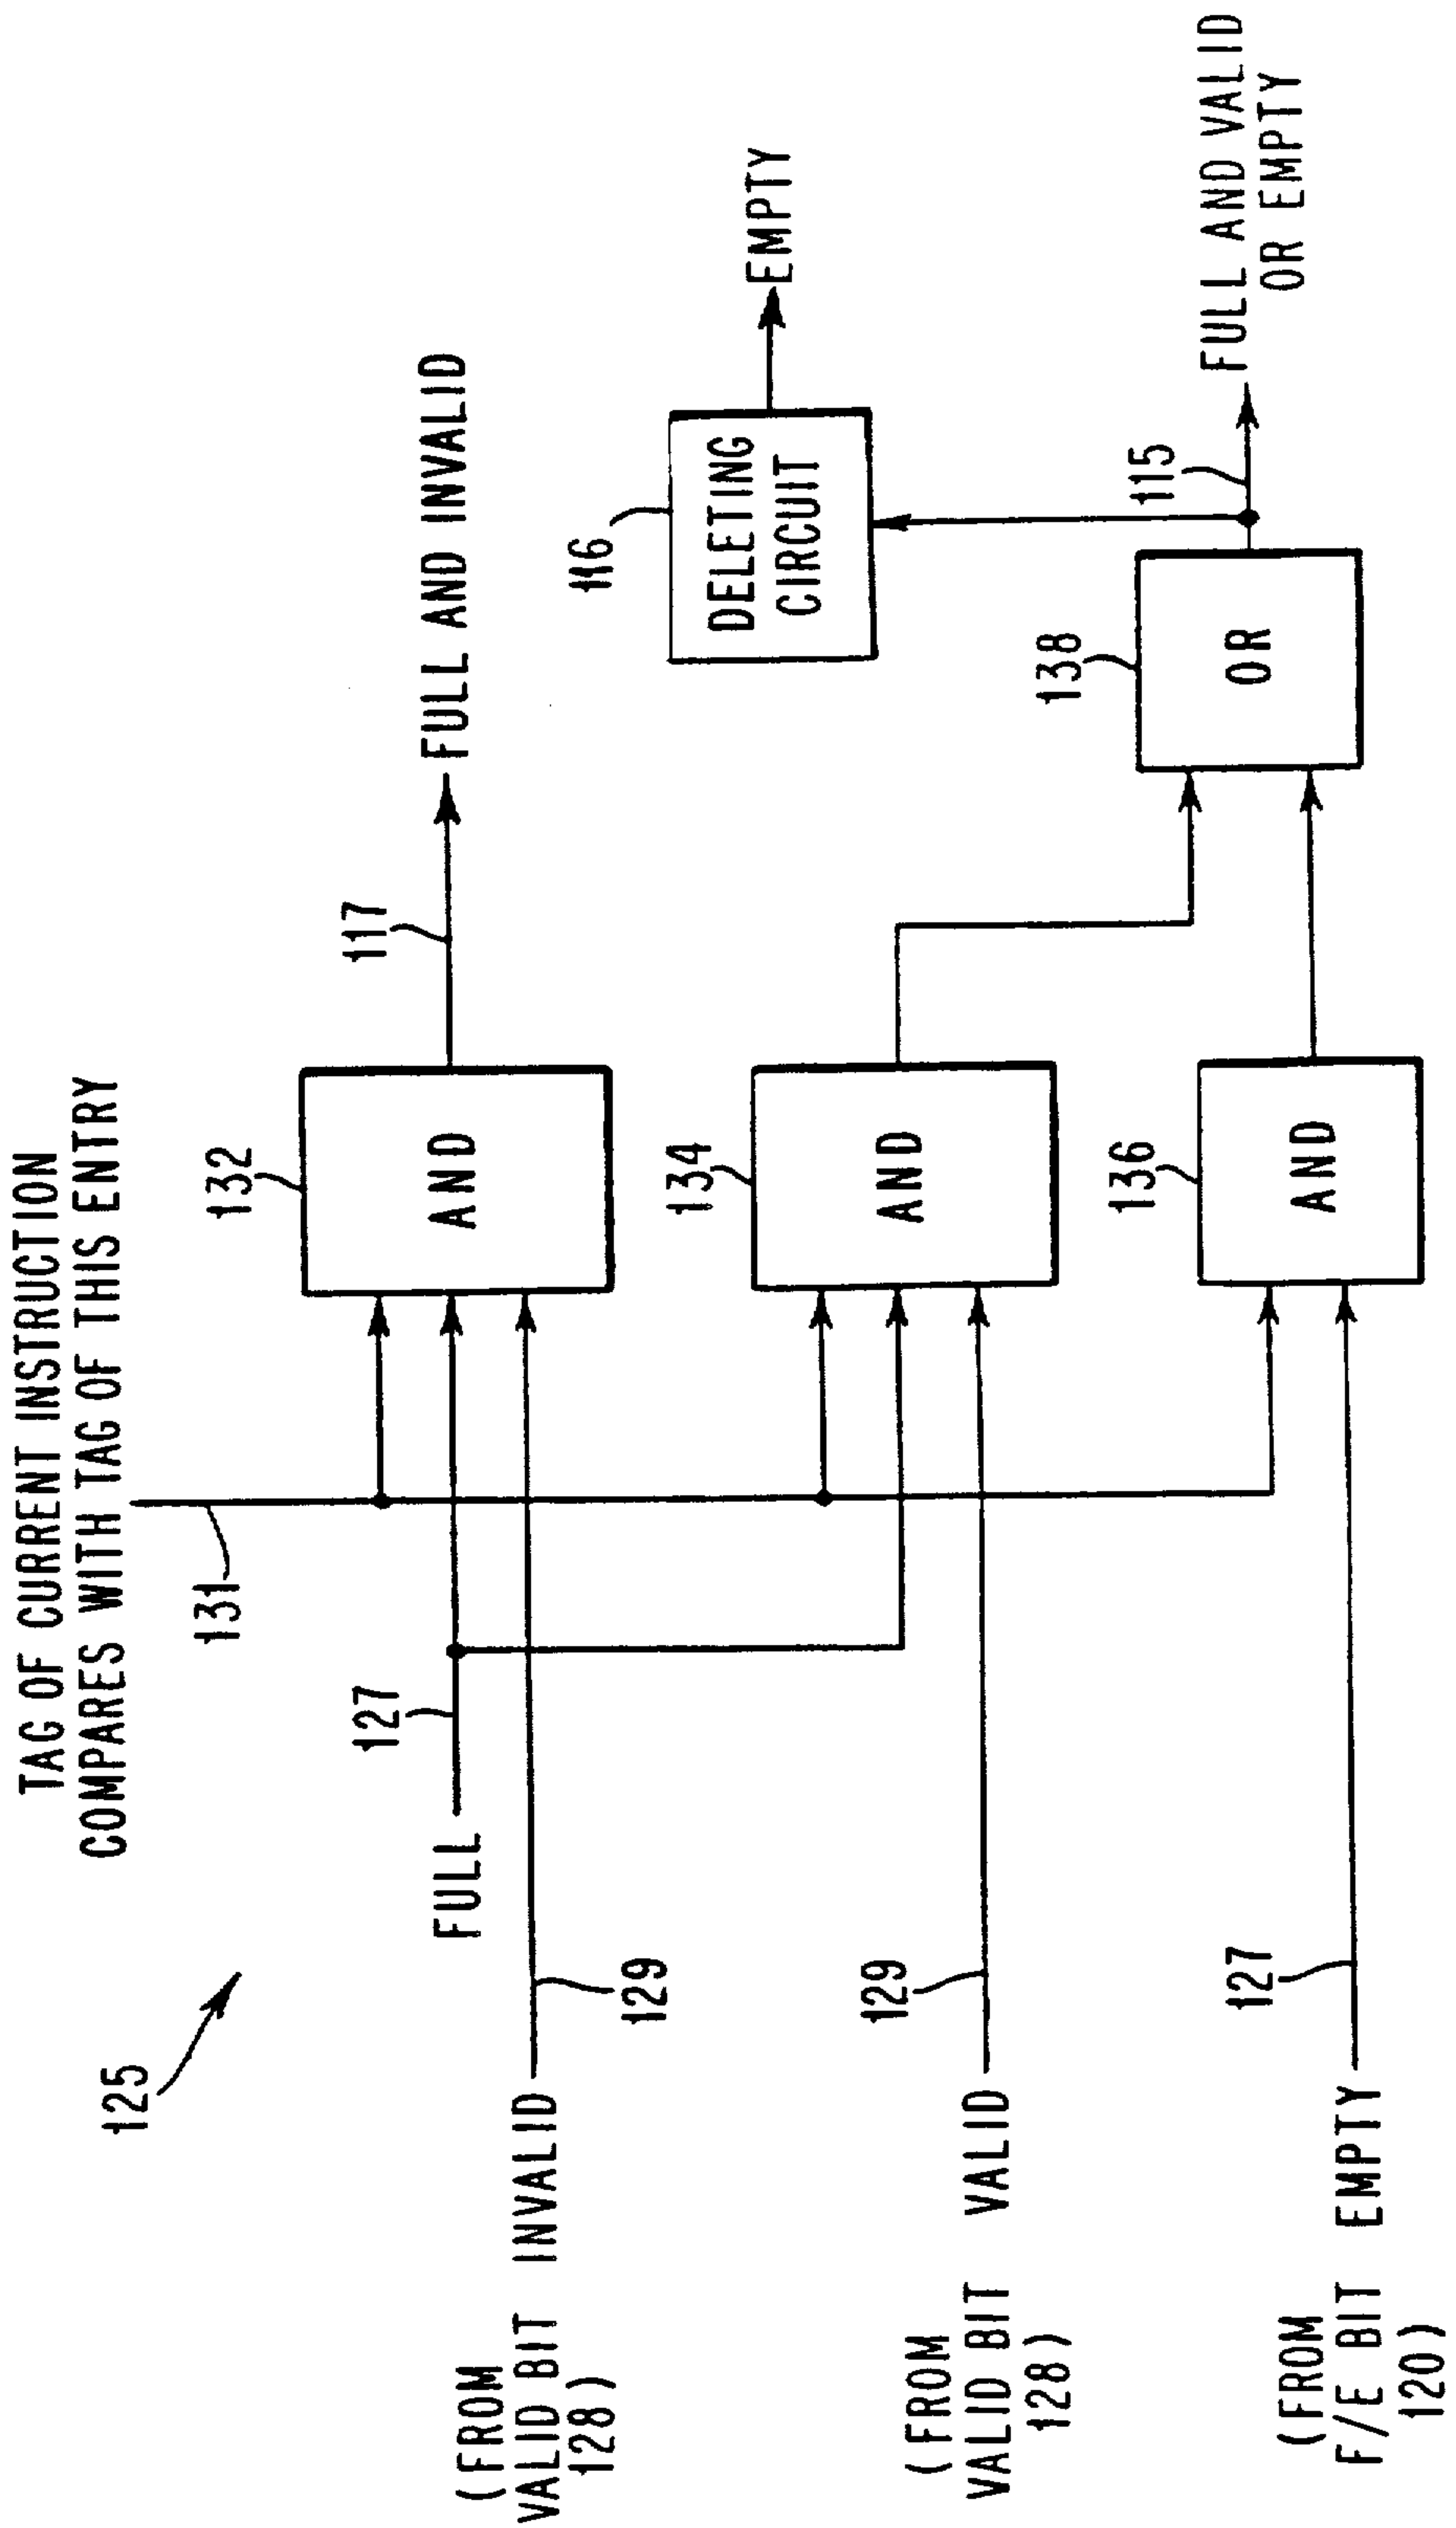 TAG OF CURRENT INSTRUCTION
COMPARES WITH TAG OF THIS ENTRY
125
131
FULL
127
132
AND
117
FULL AND INVALID
(FROM
VALID BIT INVALID
128)
129
134
AND
116
DELETING
CIRCUIT
EMPTY
(FROM
VALID BIT VALID
128)
129
136
AND
138
OR
115
FULL AND VALID
OR EMPTY
(FROM
F/E BIT EMPTY
120)
127